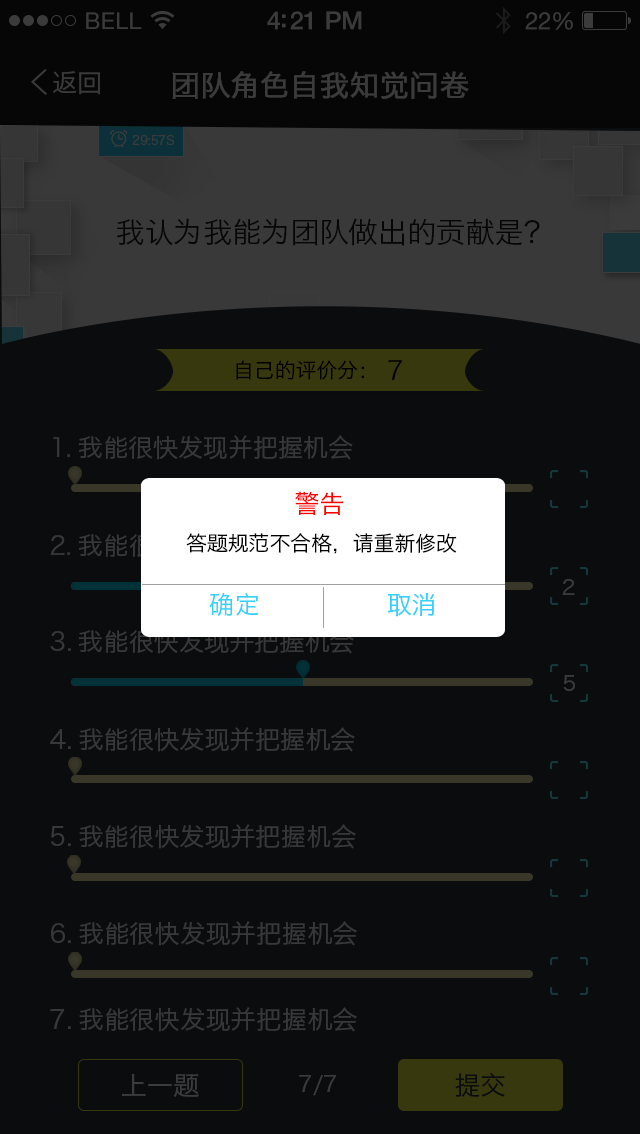 BELL 4:21 PM 22%
返回 团队角色自我知觉问卷
29:57S
我认为我能为团队做出的贡献是?
自己的评价分： 7
1. 我能很快发现并把握机会
警告
答题规范不合格，请重新修改
2. 我能很
2
确定 取消
3. 我能很快发现并把握机会
5
4. 我能很快发现并把握机会
5. 我能很快发现并把握机会
6. 我能很快发现并把握机会
7. 我能很快发现并把握机会
上一题 7/7 提交